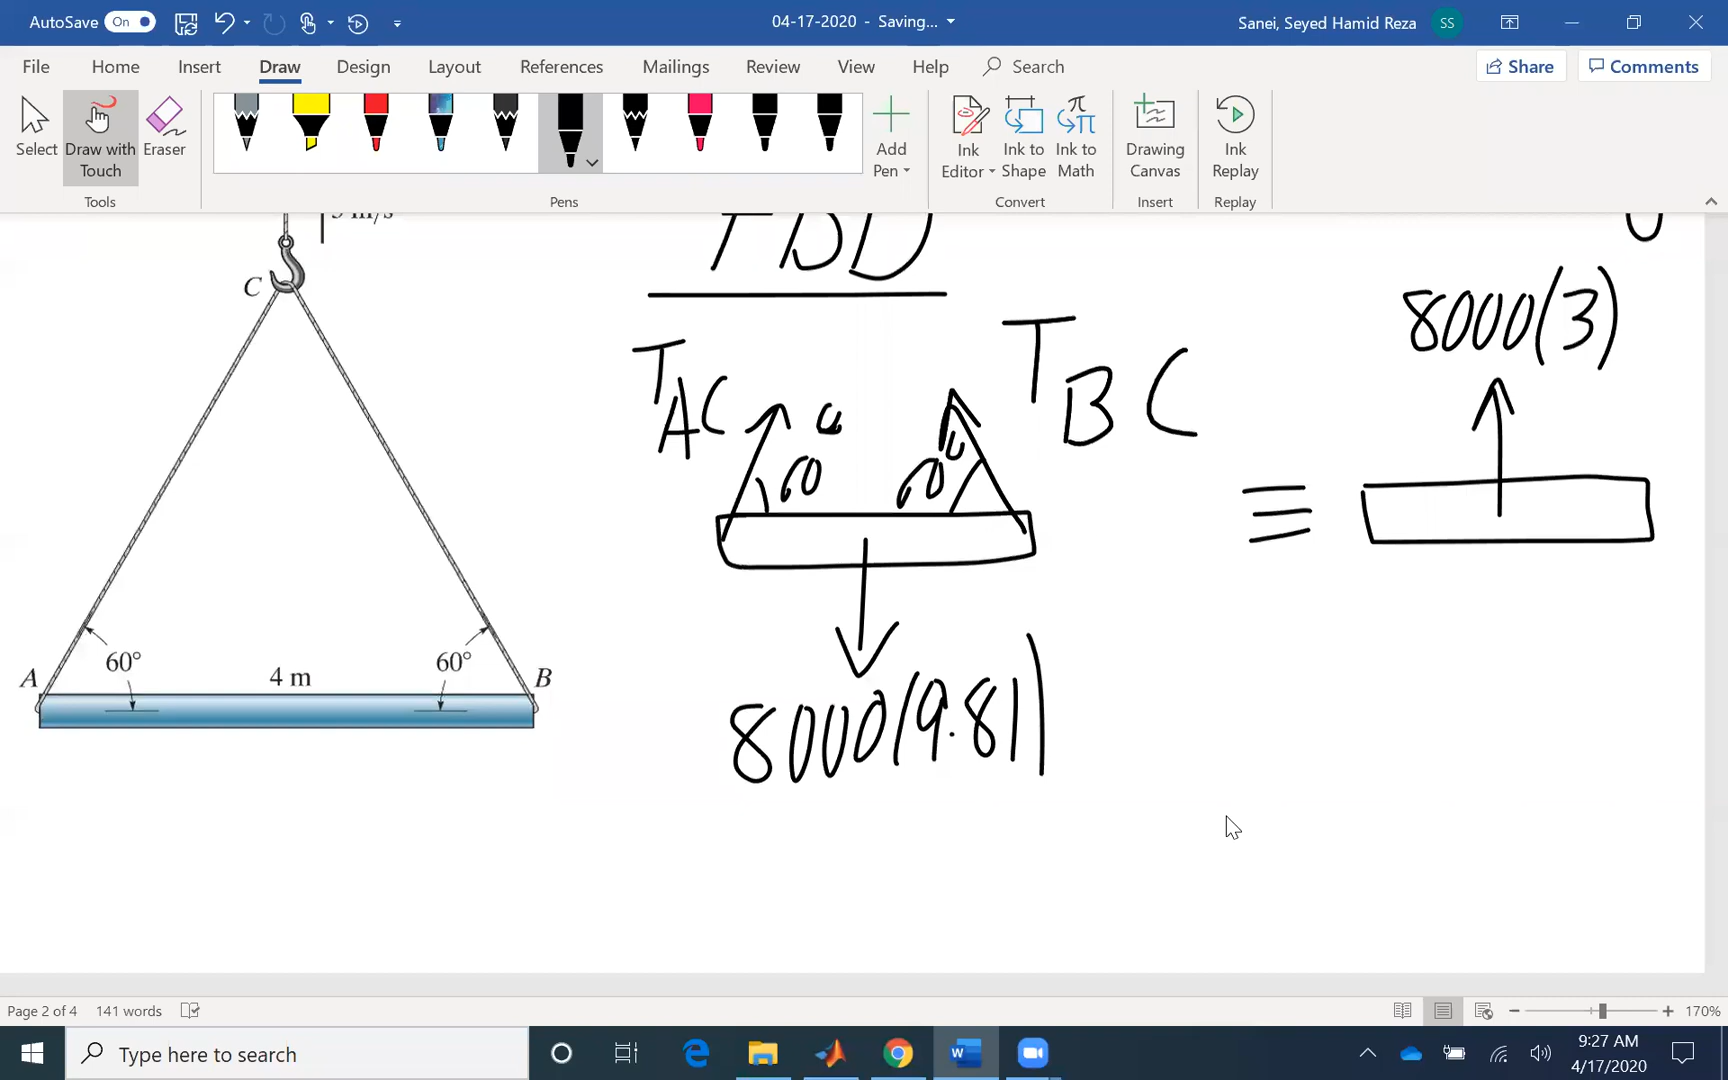 AutoSave On 04-17-2020 - Saving... Sanei, Seyed Hamid Reza SS
File Home Insert Draw Design Layout References Mailings Review View Help Search Share Comments
Select Draw with Touch Eraser Add Pen Ink Editor Ink to Shape Ink to Math Drawing Canvas Ink Replay
Tools Pens Convert Insert Replay
FBD
C
8000(3)
T AC
T BC
60°
60°
≡
60°
60°
A
4 m
B
8000(9.81)
Page 2 of 4 141 words 170%
Type here to search
9:27 AM
4/17/2020